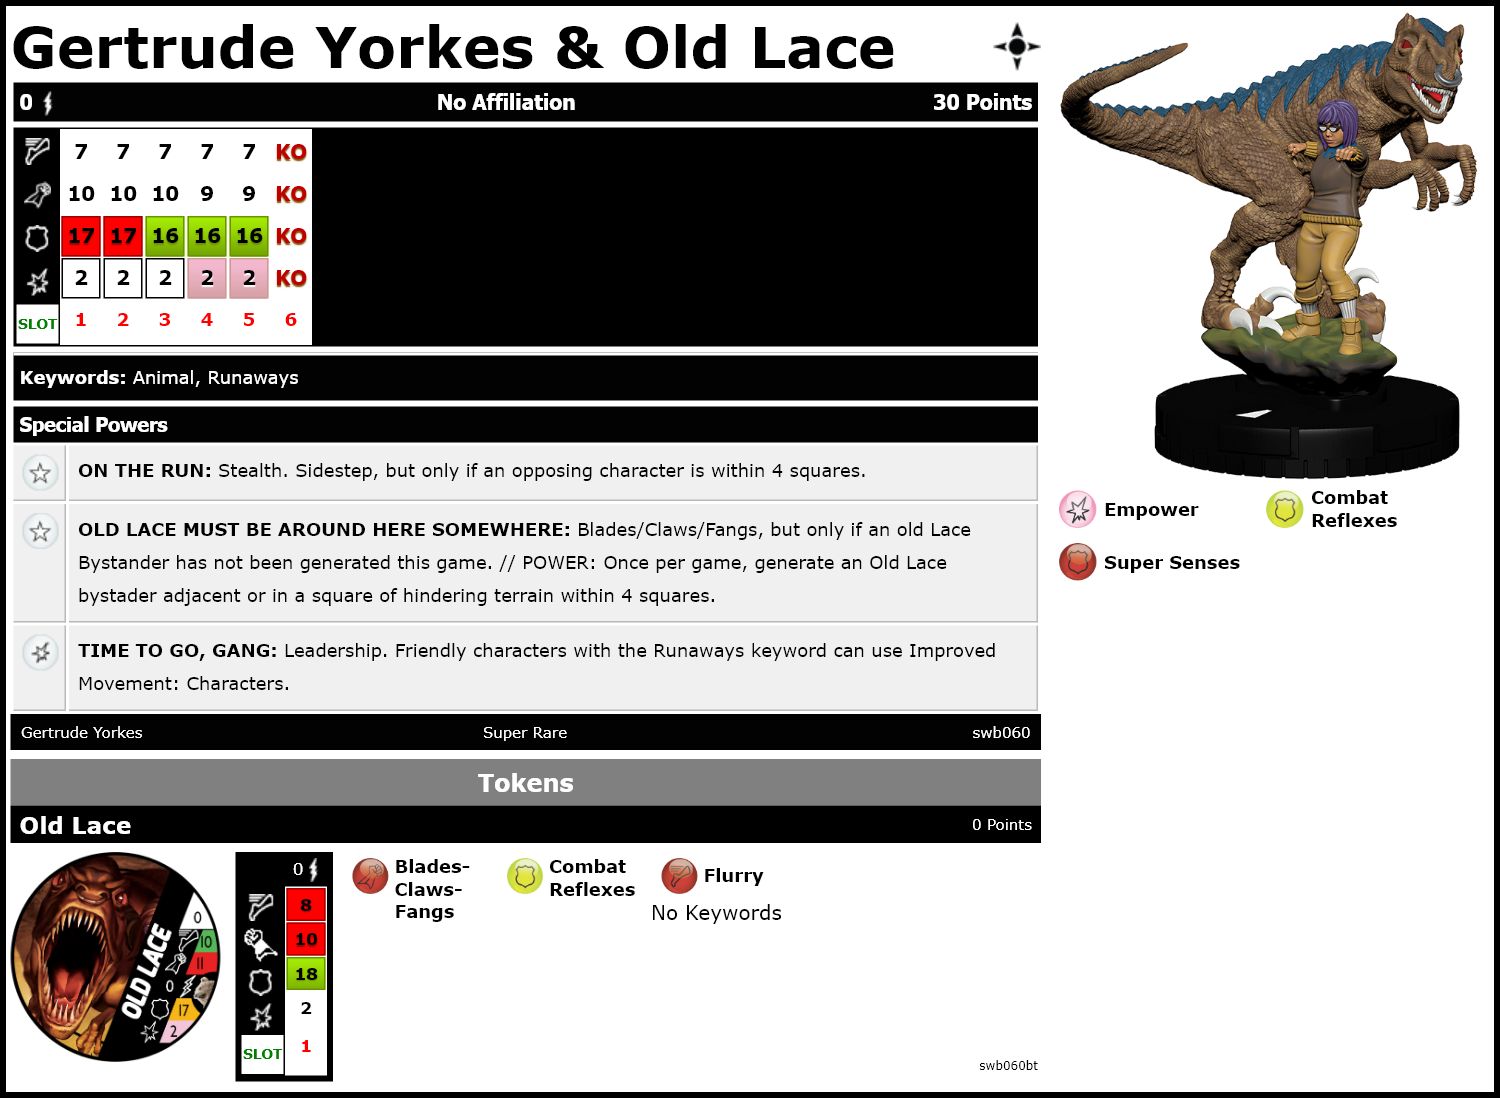 Gertrude Yorkes & Old Lace
0 No Affiliation 30 Points
7 7 7 7 7 KO
10 10 10 9 9 KO
17 17 16 16 16 KO
2 2 2 2 2 KO
SLOT 1 2 3 4 5 6
Keywords: Animal, Runaways
Special Powers
ON THE RUN: Stealth. Sidestep, but only if an opposing character is within 4 squares.
OLD LACE MUST BE AROUND HERE SOMEWHERE: Blades/Claws/Fangs, but only if an old Lace
Bystander has not been generated this game. // POWER: Once per game, generate an Old Lace
bystader adjacent or in a square of hindering terrain within 4 squares.
TIME TO GO, GANG: Leadership. Friendly characters with the Runaways keyword can use Improved
Movement: Characters.
Gertrude Yorkes Super Rare swb060
Empower
Combat
Reflexes
Super Senses
Tokens
Old Lace 0 Points
OLD LACE
0
10
11
0
17
2
0
8
10
18
2
SLOT 1
Blades-
Claws-
Fangs
Combat
Reflexes
Flurry
No Keywords
swb060bt